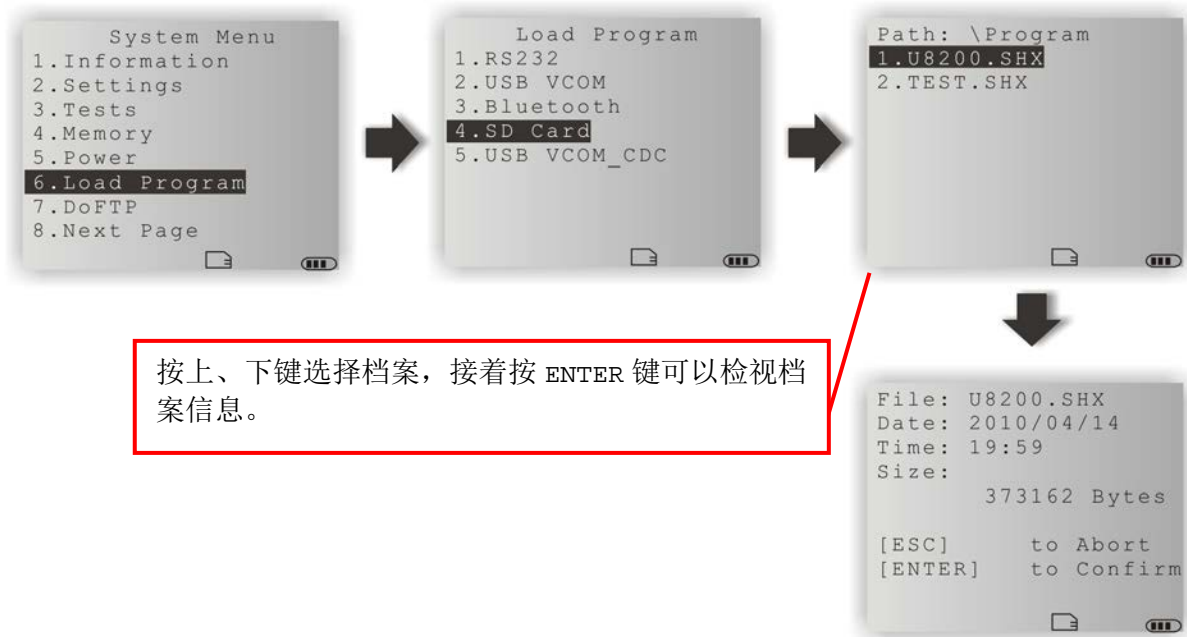 System Menu
1.Information
2.Settings
3.Tests
4.Memory
5.Power
6.Load Program
7.DoFTP
8.Next Page
Load Program
1.RS232
2.USB VCOM
3.Bluetooth
4.SD Card
5.USB VCOM_CDC
Path: \Program
1.U8200.SHX
2.TEST.SHX
按上、下键选择档案，接着按 ENTER 键可以检视档
案信息。
File: U8200.SHX
Date: 2010/04/14
Time: 19:59
Size:
373162 Bytes
[ESC] to Abort
[ENTER] to Confirm